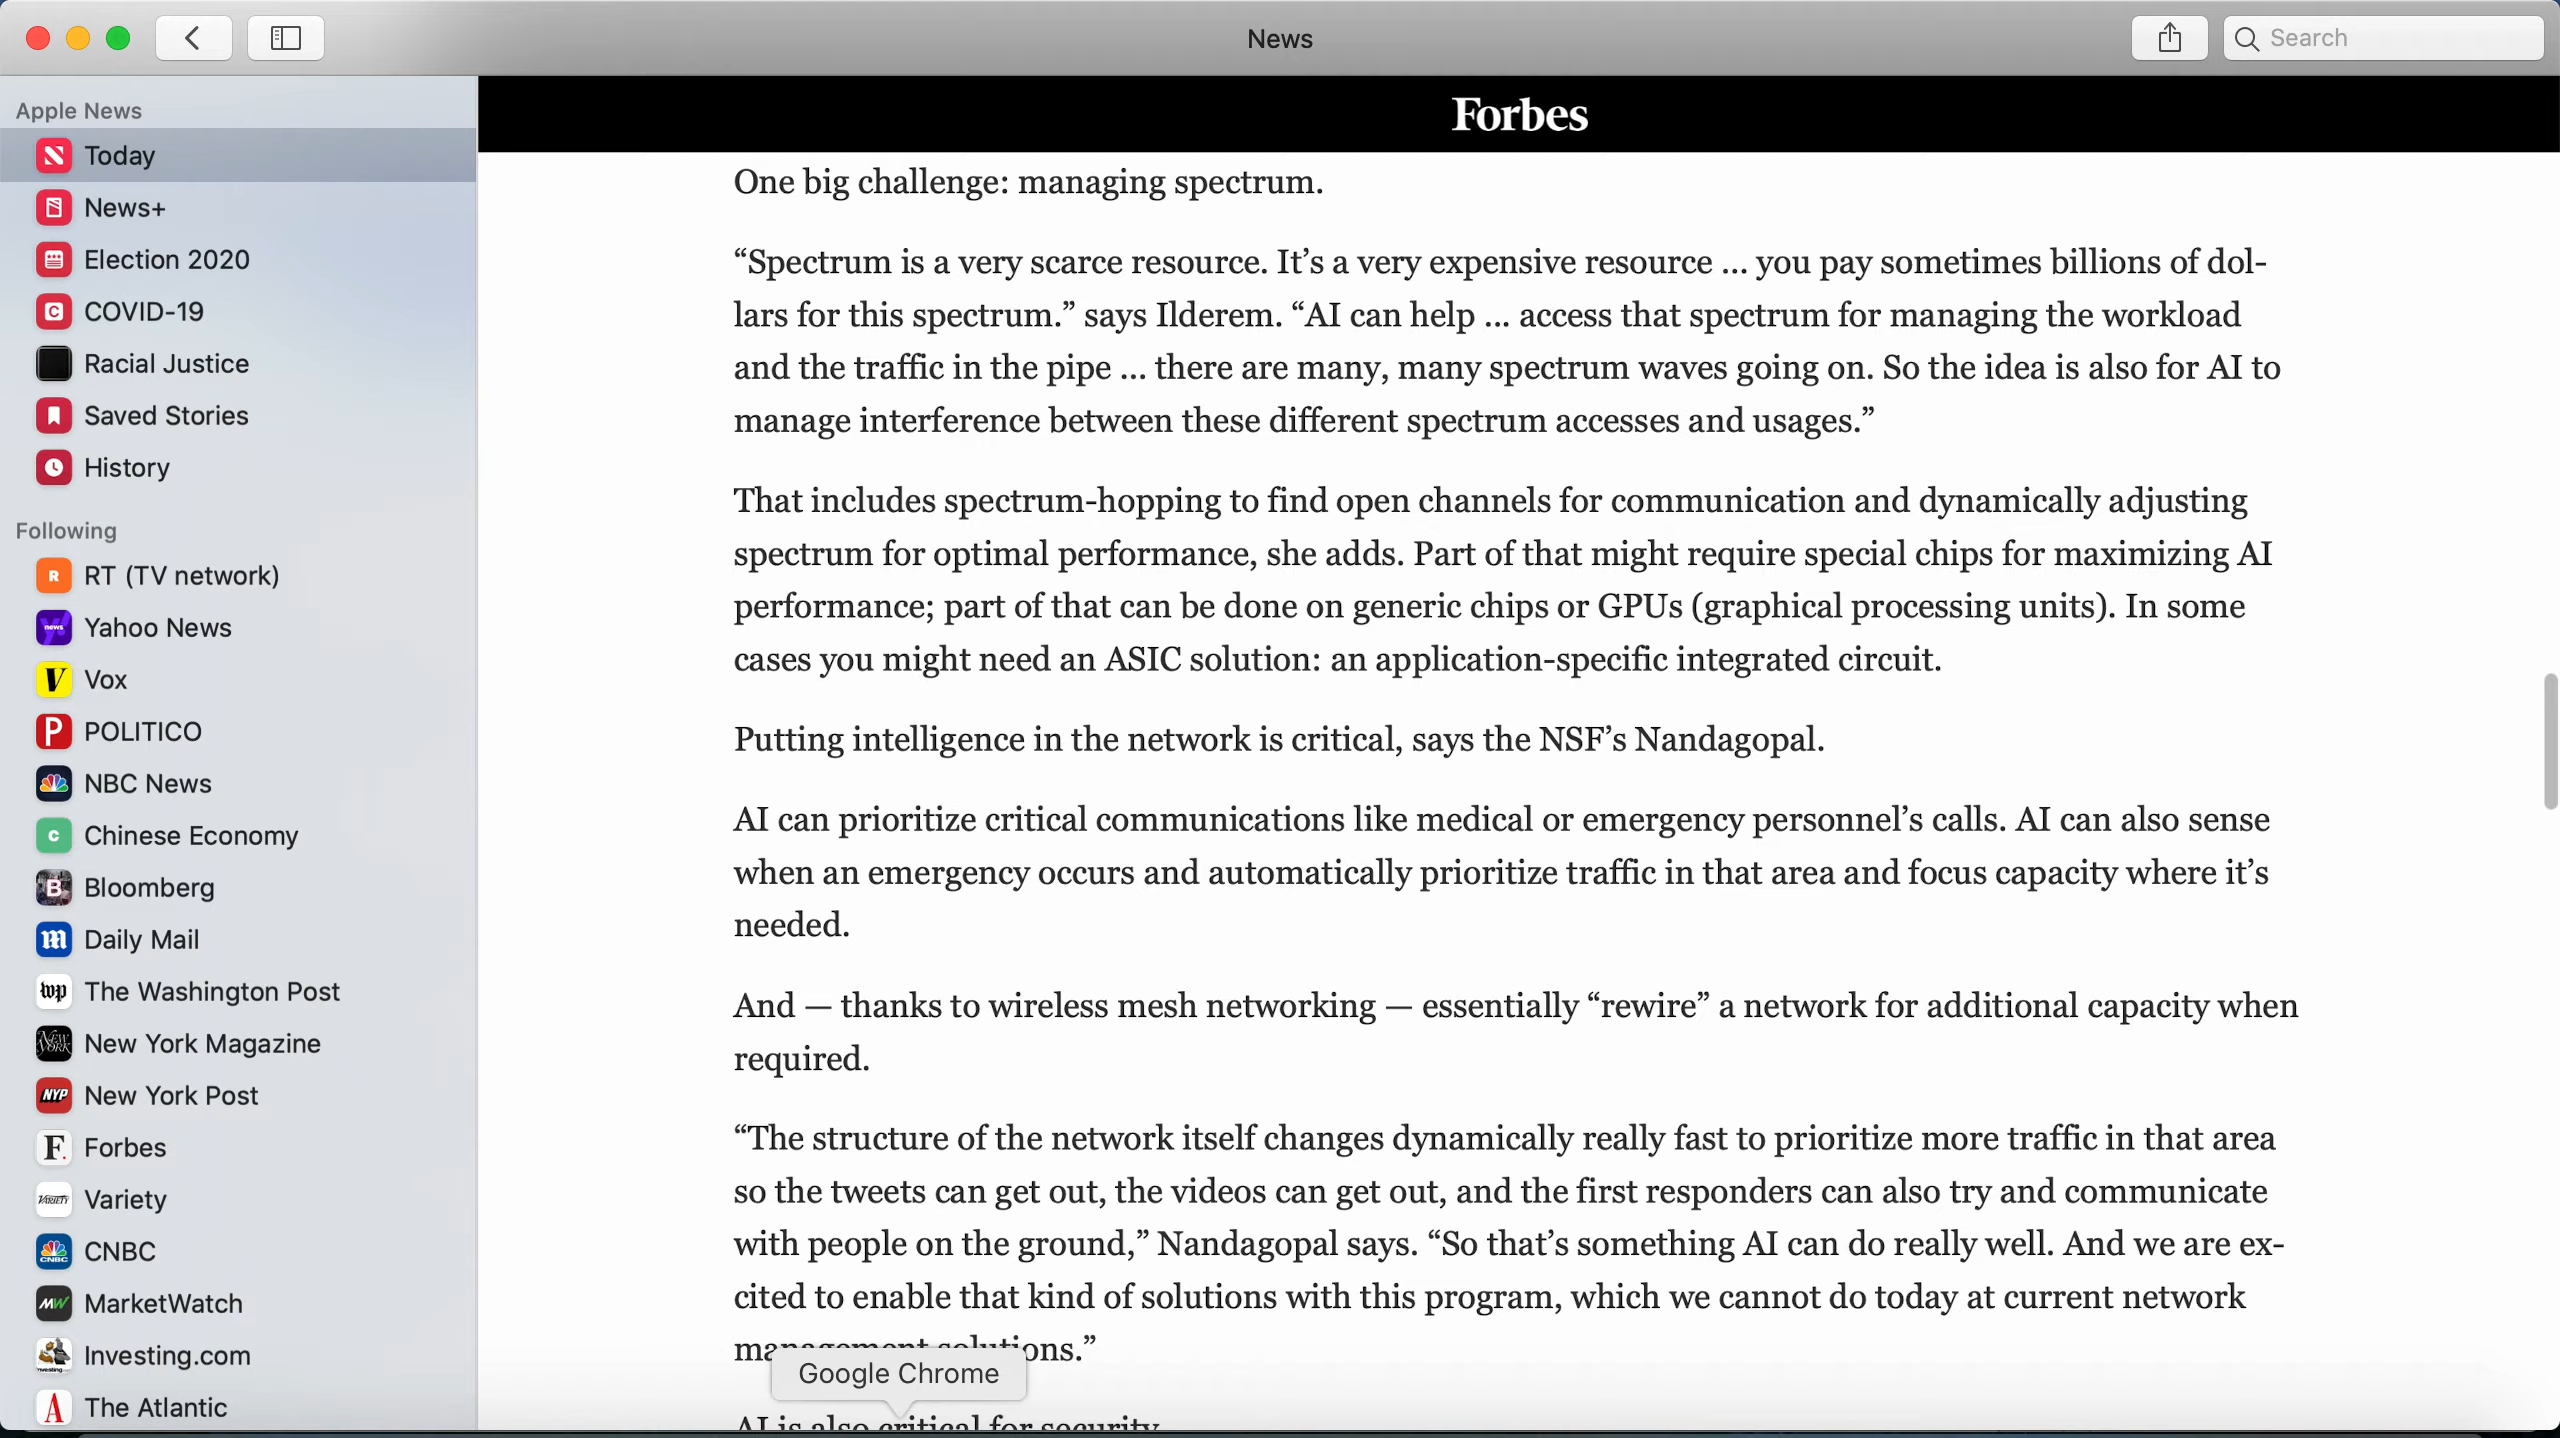 News
Search
Apple News
Today
News+
Election 2020
COVID-19
Racial Justice
Saved Stories
History
Following
RT (TV network)
Yahoo News
Vox
POLITICO
NBC News
Chinese Economy
Bloomberg
Daily Mail
The Washington Post
New York Magazine
New York Post
Forbes
Variety
CNBC
MarketWatch
Investing.com
The Atlantic
Forbes
One big challenge: managing spectrum.
“Spectrum is a very scarce resource. It’s a very expensive resource ... you pay sometimes billions of dol-
lars for this spectrum.” says Ilderem. “AI can help ... access that spectrum for managing the workload
and the traffic in the pipe ... there are many, many spectrum waves going on. So the idea is also for AI to
manage interference between these different spectrum accesses and usages.”
That includes spectrum-hopping to find open channels for communication and dynamically adjusting
spectrum for optimal performance, she adds. Part of that might require special chips for maximizing AI
performance; part of that can be done on generic chips or GPUs (graphical processing units). In some
cases you might need an ASIC solution: an application-specific integrated circuit.
Putting intelligence in the network is critical, says the NSF’s Nandagopal.
AI can prioritize critical communications like medical or emergency personnel’s calls. AI can also sense
when an emergency occurs and automatically prioritize traffic in that area and focus capacity where it’s
needed.
And — thanks to wireless mesh networking — essentially “rewire” a network for additional capacity when
required.
“The structure of the network itself changes dynamically really fast to prioritize more traffic in that area
so the tweets can get out, the videos can get out, and the first responders can also try and communicate
with people on the ground,” Nandagopal says. “So that’s something AI can do really well. And we are ex-
cited to enable that kind of solutions with this program, which we cannot do today at current network
management solutions.”
Google Chrome
AI is also critical for security.